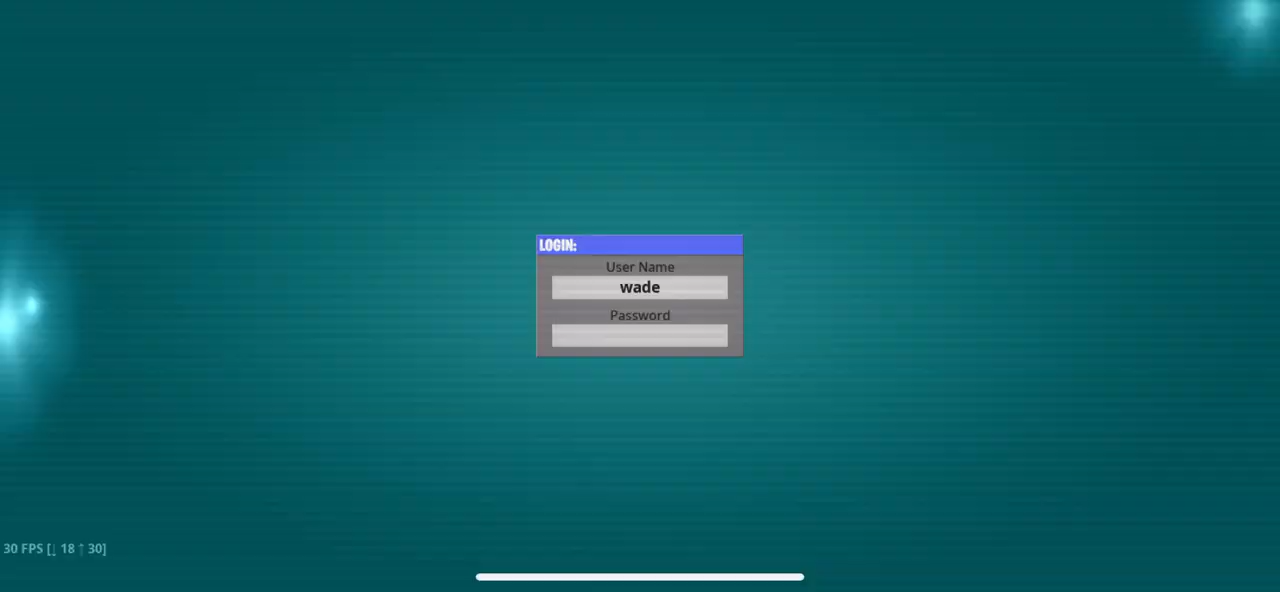 LOGIN:
User Name
wade
Password
30 FPS [↓ 18 ↑ 30]